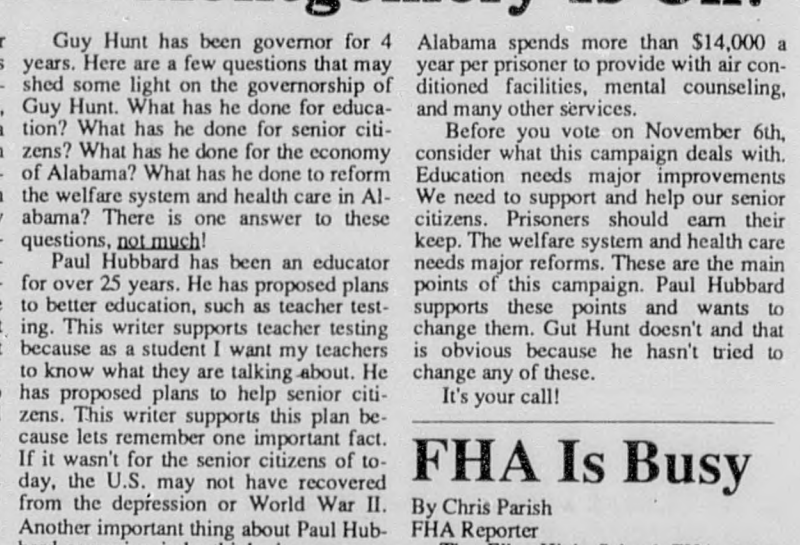 Guy Hunt has been governor for 4
years. Here are a few questions that may
shed some light on the governorship of
Guy Hunt. What has he done for educa-
tion? What has he done for senior citi-
zens? What has he done for the economy
of Alabama? What has he done to reform
the welfare system and health care in Al-
abama? There is one answer to these
questions, not much!
Paul Hubbard has been an educator
for over 25 years. He has proposed plans
to better education, such as teacher test-
ing. This writer supports teacher testing
because as a student I want my teachers
to know what they are talking about. He
has proposed plans to help senior citi-
zens. This writer supports this plan be-
cause lets remember one important fact.
If it wasn't for the senior citizens of to-
day, the U.S. may not have recovered
from the depression or World War II.
Another important thing about Paul Hub-
Alabama spends more than $14,000 a
year per prisoner to provide with air con-
ditioned facilities, mental counseling,
and many other services.
Before you vote on November 6th,
consider what this campaign deals with.
Education needs major improvements
We need to support and help our senior
citizens. Prisoners should earn their
keep. The welfare system and health care
needs major reforms. These are the main
points of this campaign. Paul Hubbard
supports these points and wants to
change them. Gut Hunt doesn't and that
is obvious because he hasn't tried to
change any of these.
It's your call!
FHA Is Busy
By Chris Parish
FHA Reporter